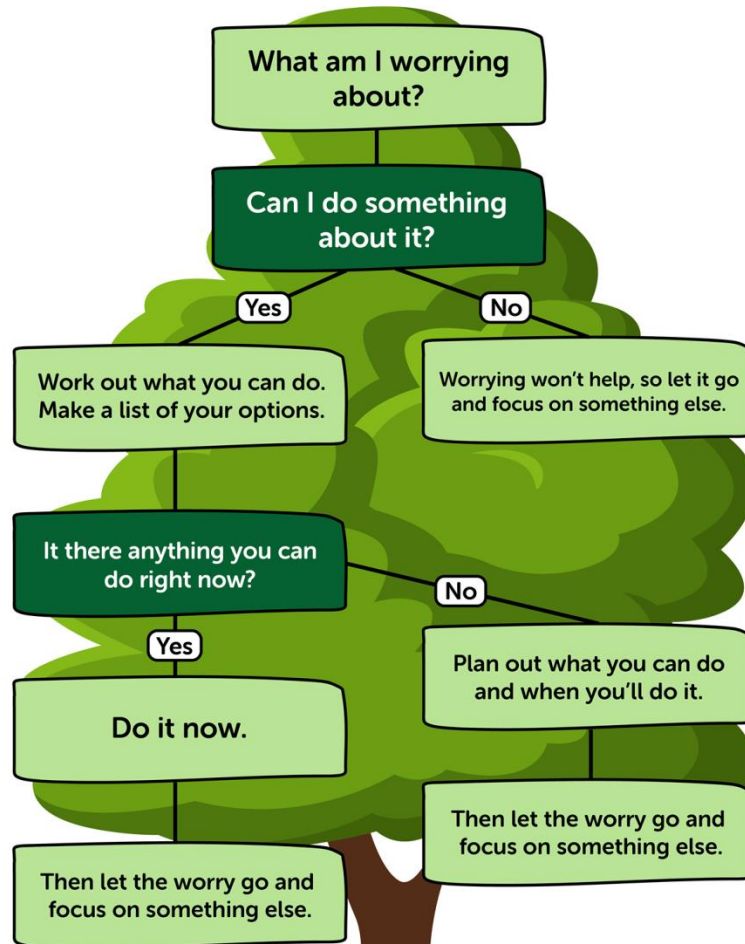 What am I worrying
about?
Can I do something
about it?
Yes
No
Work out what you can do.
Make a list of your options.
Worrying won't help, so let it go
and focus on something else.
It there anything you can
do right now?
No
Yes
Plan out what you can do
and when you'll do it.
Do it now.
Then let the worry go and
focus on something else.
Then let the worry go and
focus on something else.